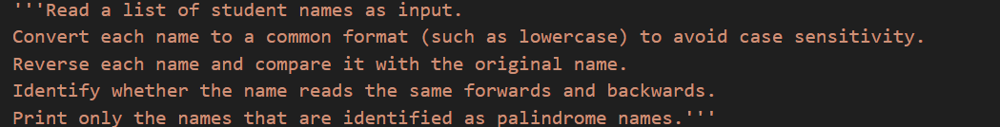 '''Read a list of student names as input.
Convert each name to a common format (such as lowercase) to avoid case sensitivity.
Reverse each name and compare it with the original name.
Identify whether the name reads the same forwards and backwards.
Print only the names that are identified as palindrome names.'''